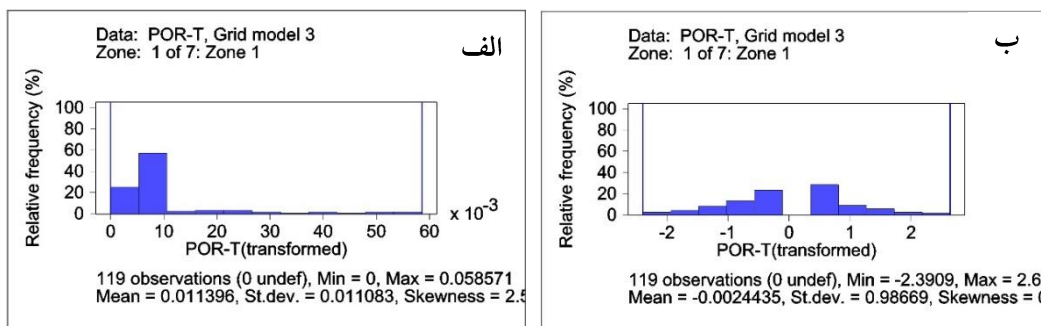 Data: POR-T, Grid model 3
Zone: 1 of 7: Zone 1
الف
Relative frequency (%)
100
80
60
40
20
0
0 10 20 30 40 50 60
x 10-3
POR-T(transformed)
119 observations (0 undef), Min = 0, Max = 0.058571
Mean = 0.011396, St.dev. = 0.011083, Skewness = 2.5
Data: POR-T, Grid model 3
Zone: 1 of 7: Zone 1
ب
Relative frequency (%)
100
80
60
40
20
0
-2 -1 0 1 2
POR-T(transformed)
119 observations (0 undef), Min = -2.3909, Max = 2.6
Mean = -0.0024435, St.dev. = 0.98669, Skewness =